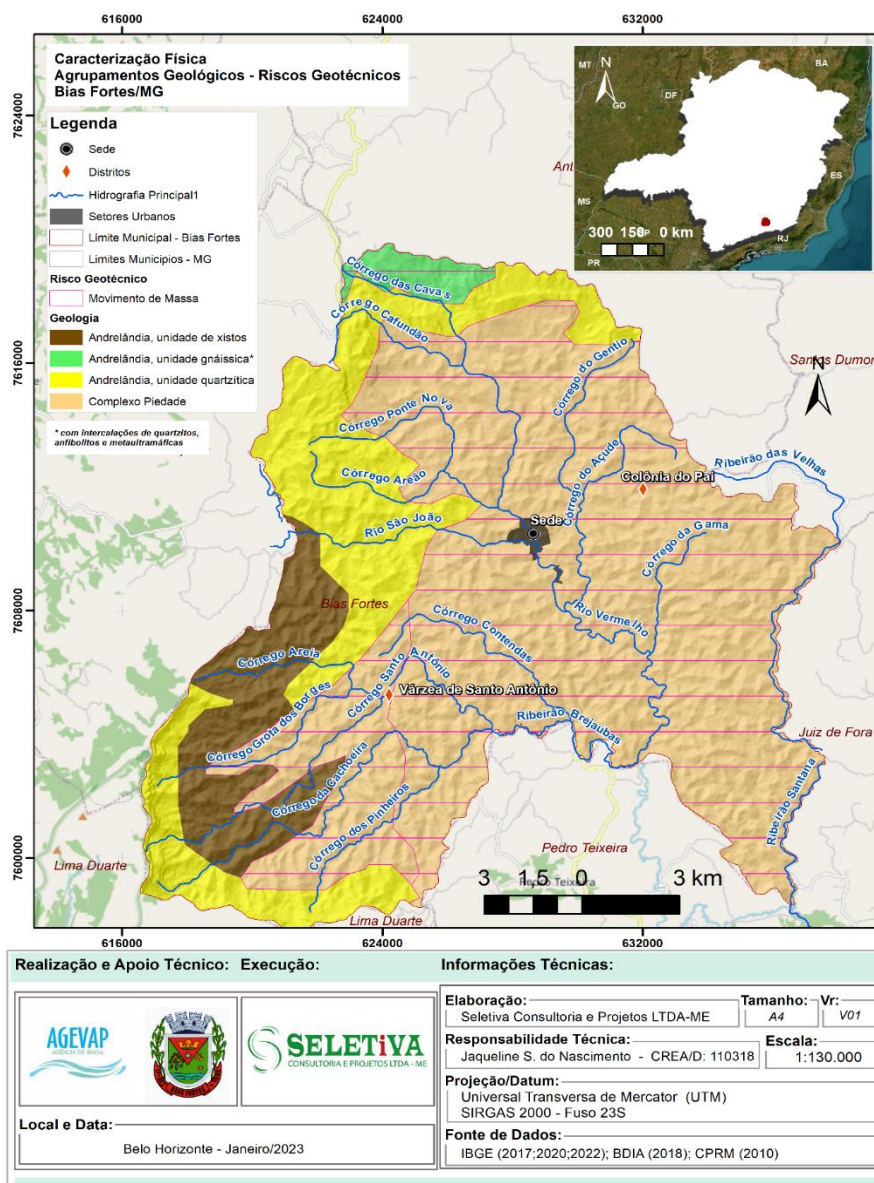 616000
624000
632000
Caracterização Física
Agrupamentos Geológicos - Riscos Geotécnicos
Bias Fortes/MG
Legenda
Sede
Distritos
Hidrografia Principal1
Setores Urbanos
Limite Municipal - Bias Fortes
Limites Municipios - MG
Risco Geotécnico
Movimento de Massa
Geologia
Andrelândia, unidade de xistos
Andrelândia, unidade gnáissica*
Andrelândia, unidade quartzítica
Complexo Piedade
* com intercalações de quartzitos,
anfibolitos e metaultramáficas
MT
N
BA
GO
DF
MS
ES
300 150 0 km
RJ
PR
7624000
7616000
7608000
7600000
Córrego das Cavas
Córrego Cafundão
Córrego do Gentio
Santos Dumon
N
Córrego Ponte Nova
Córrego Areão
Córrego do Açude
Colônia do Pai
Ribeirão das Velhas
Rio São João
Sede
Córrego da Gama
Bias Fortes
Rio Vermelho
Córrego Contendas
Córrego Areia
Córrego Santo Antônio
Várzea de Santo Antônio
Córrego Grota dos Borges
Ribeirão Brejaubas
Juiz de Fora
Córrego da Cachoeira
Córrego dos Pinheiros
Ribeirão Santana
Lima Duarte
Pedro Teixeira
Pedro Teixeira
Lima Duarte
3 1,5 0 3 km
616000
624000
632000
Realização e Apoio Técnico: Execução: Informações Técnicas:
AGEVAP
AGÊNCIA DE BACIA
SELETiVA
CONSULTORIA E PROJETOS LTDA - ME
Elaboração:
Seletiva Consultoria e Projetos LTDA-ME
Tamanho:
A4
Vr:
V01
Responsabilidade Técnica:
Jaqueline S. do Nascimento - CREA/D: 110318
Escala:
1:130.000
Projeção/Datum:
Universal Transversa de Mercator (UTM)
SIRGAS 2000 - Fuso 23S
Local e Data:
Belo Horizonte - Janeiro/2023
Fonte de Dados:
IBGE (2017;2020;2022); BDIA (2018); CPRM (2010)